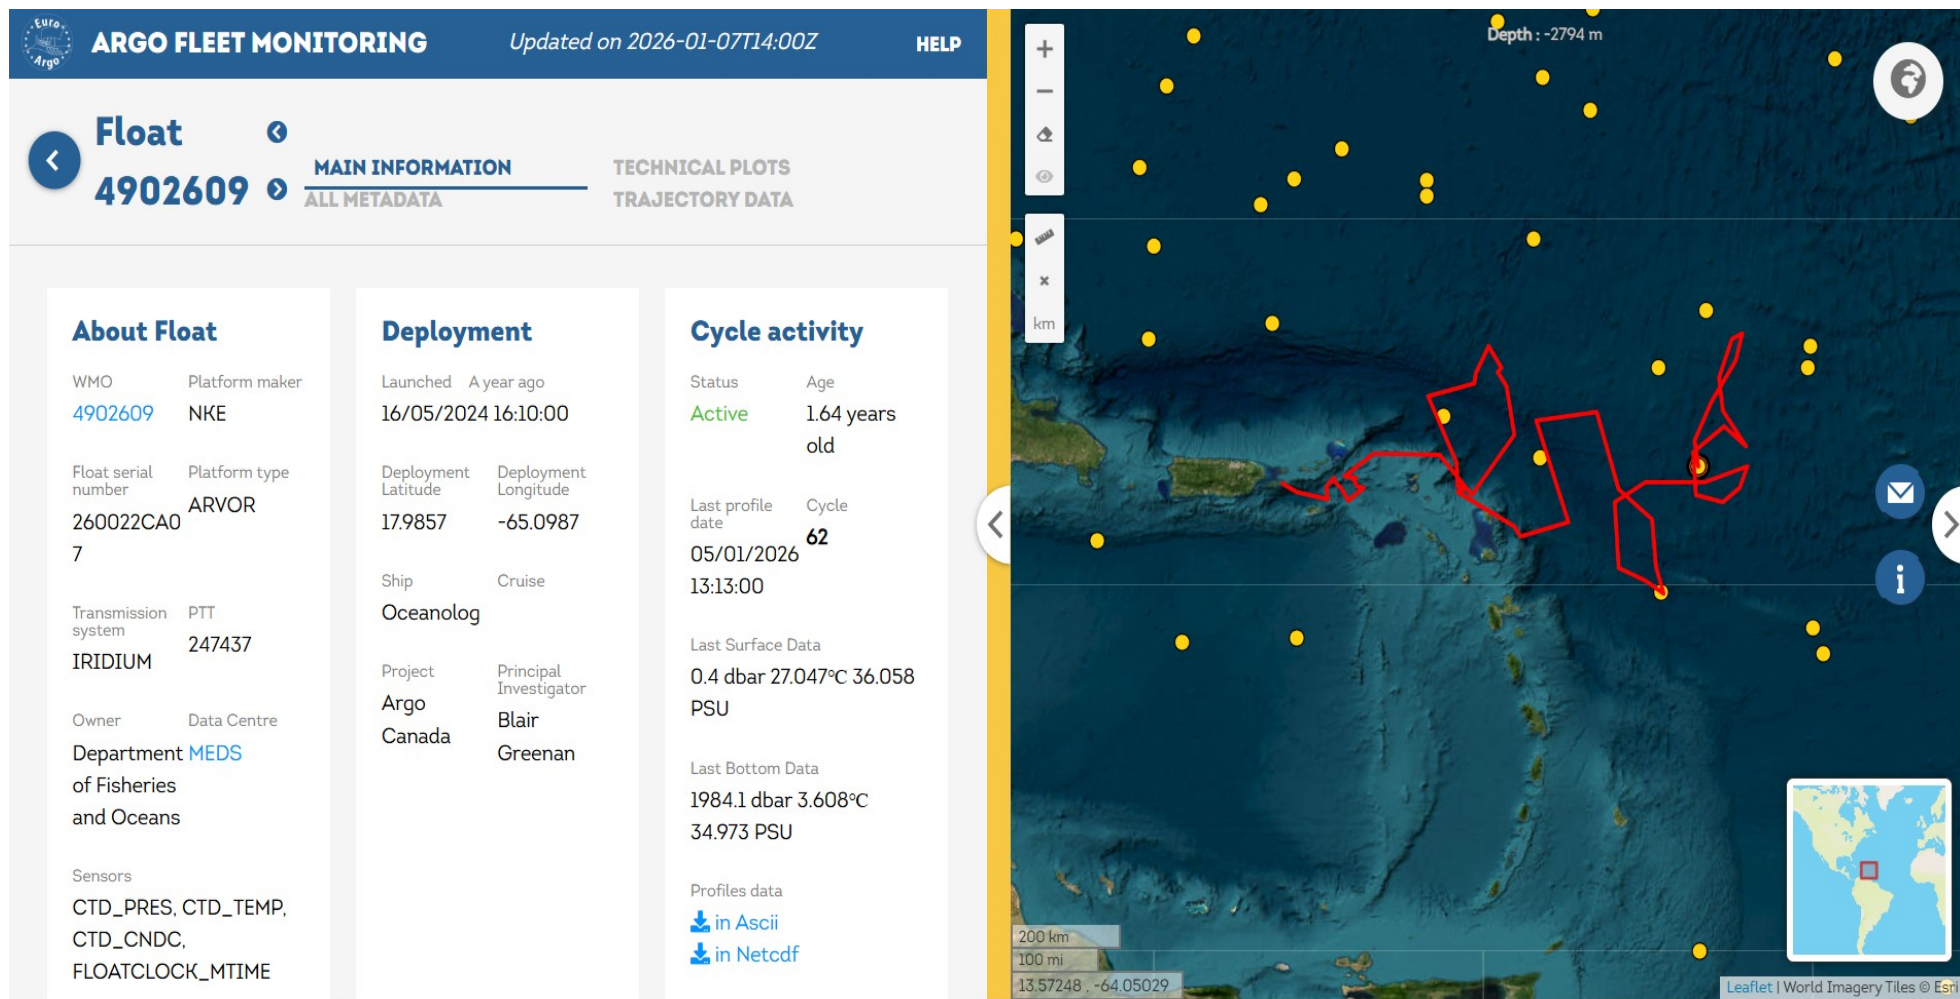 Euro
Argo
ARGO FLEET MONITORING
Updated on 2026-01-07T14:00Z
HELP
Float
4902609
MAIN INFORMATION
TECHNICAL PLOTS
ALL METADATA
TRAJECTORY DATA
About Float
WMO
Platform maker
4902609
NKE
Float serial
number
Platform type
260022CA0
7
ARVOR
Transmission
system
PTT
IRIDIUM
247437
Owner
Data Centre
Department
of Fisheries
and Oceans
MEDS
Sensors
CTD_PRES, CTD_TEMP,
CTD_CNDC,
FLOATCLOCK_MTIME
Deployment
Launched A year ago
16/05/2024 16:10:00
Deployment
Latitude
Deployment
Longitude
17.9857
-65.0987
Ship
Cruise
Oceanolog
Project
Principal
Investigator
Argo
Canada
Blair
Greenan
Cycle activity
Status
Age
Active
1.64 years
old
Last profile
date
Cycle
05/01/2026
13:13:00
62
Last Surface Data
0.4 dbar 27.047°C 36.058
PSU
Last Bottom Data
1984.1 dbar 3.608°C
34.973 PSU
Profiles data
in Ascii
in Netcdf
Depth : -2794 m
km
200 km
100 mi
13.57248 , -64.05029
Leaflet | World Imagery Tiles © Esri